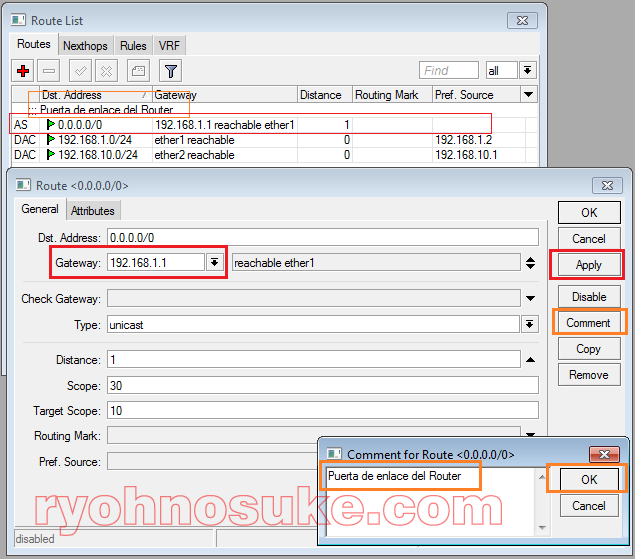 Route List
Routes Nexthops Rules VRF
Find all
Dst. Address Gateway Distance Routing Mark Pref. Source
;;; Puerta de enlace del Router
AS 0.0.0.0/0 192.168.1.1 reachable ether1 1
DAC 192.168.1.0/24 ether1 reachable 0 192.168.1.2
DAC 192.168.10.0/24 ether2 reachable 0 192.168.10.1
Route <0.0.0.0/0>
General Attributes
OK
Dst. Address: 0.0.0.0/0
Cancel
Gateway: 192.168.1.1 reachable ether1
Apply
Check Gateway:
Disable
Type: unicast
Comment
Copy
Distance: 1
Remove
Scope: 30
Target Scope: 10
Routing Mark:
Pref. Source:
Comment for Route <0.0.0.0/0>
Puerta de enlace del Router
OK
Cancel
ryohnosuke.com
disabled